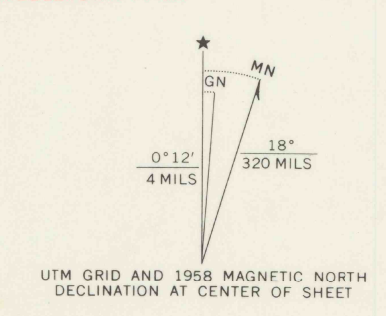 MN
GN
0°12'
4 MILS
18°
320 MILS
UTM GRID AND 1958 MAGNETIC NORTH
DECLINATION AT CENTER OF SHEET